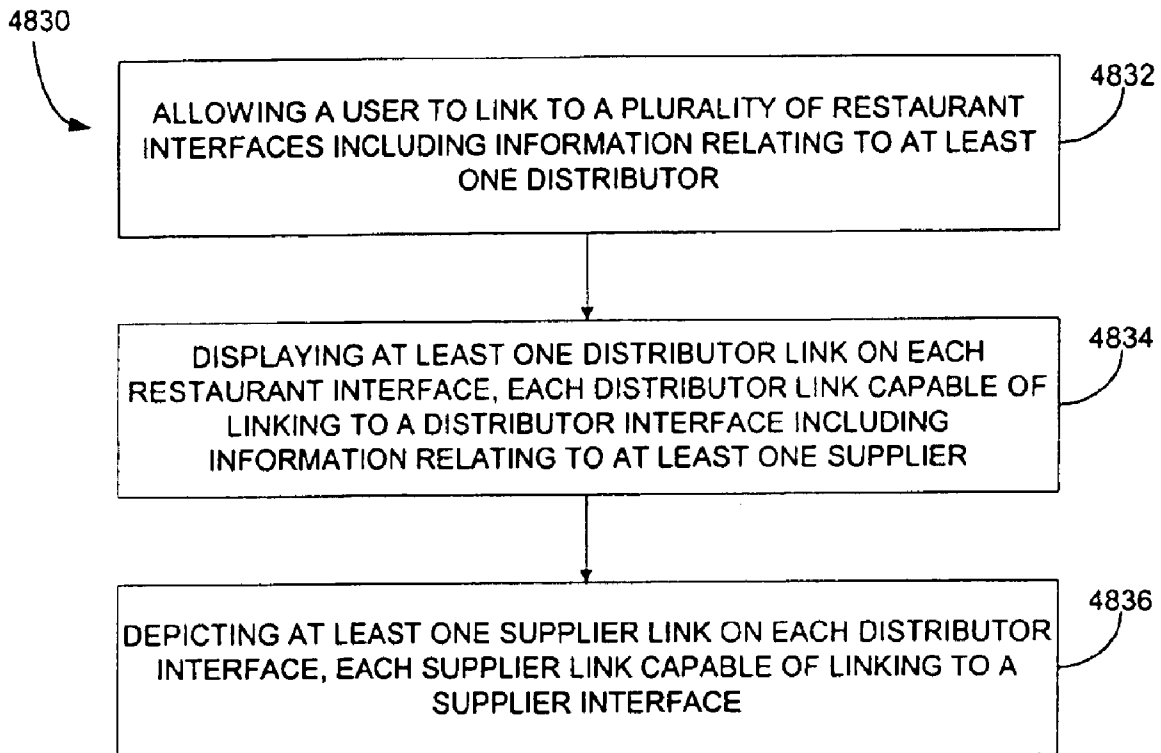 4830
4832
ALLOWING A USER TO LINK TO A PLURALITY OF RESTAURANT
INTERFACES INCLUDING INFORMATION RELATING TO AT LEAST
ONE DISTRIBUTOR
4834
DISPLAYING AT LEAST ONE DISTRIBUTOR LINK ON EACH
RESTAURANT INTERFACE, EACH DISTRIBUTOR LINK CAPABLE OF
LINKING TO A DISTRIBUTOR INTERFACE INCLUDING
INFORMATION RELATING TO AT LEAST ONE SUPPLIER
4836
DEPICTING AT LEAST ONE SUPPLIER LINK ON EACH DISTRIBUTOR
INTERFACE, EACH SUPPLIER LINK CAPABLE OF LINKING TO A
SUPPLIER INTERFACE